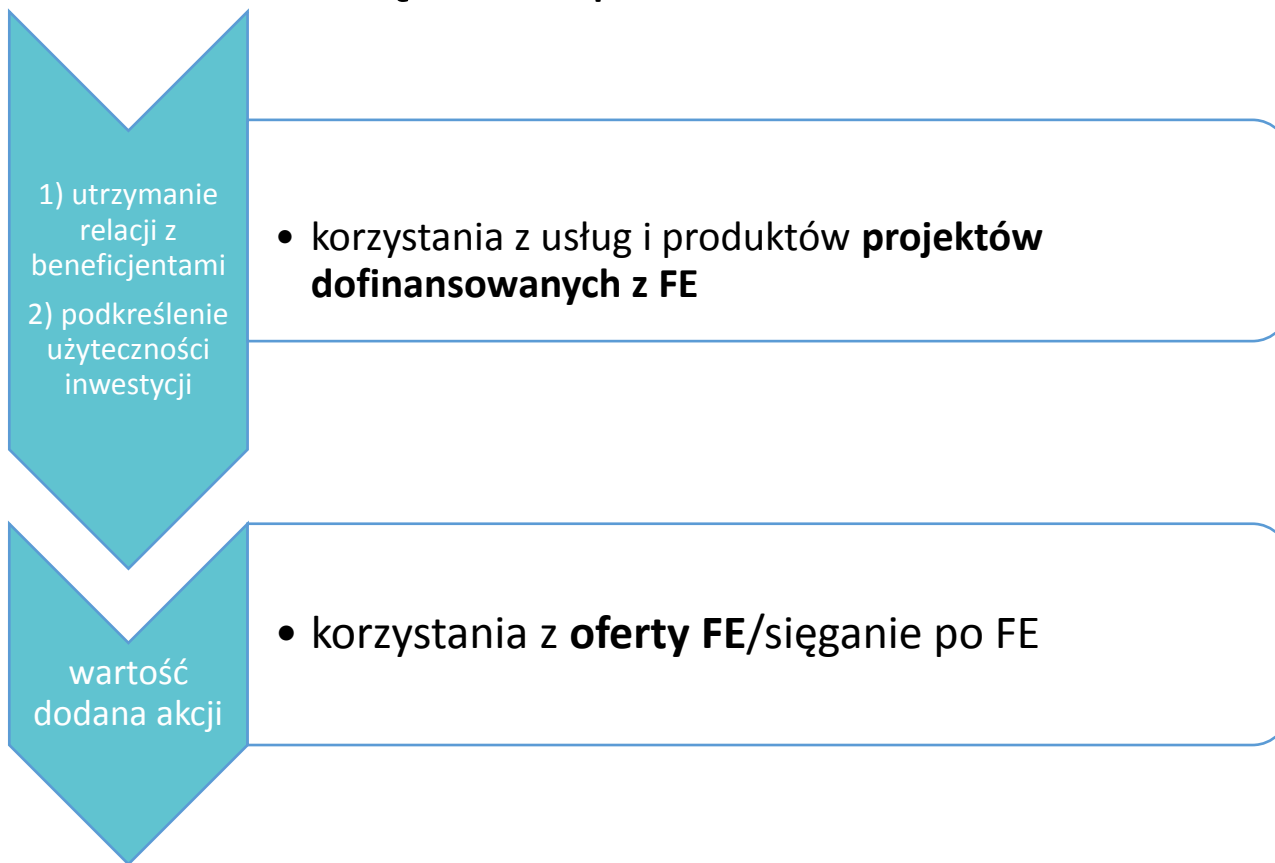 1) utrzymanie
relacji z
beneficjentami
2) podkreślenie
użyteczności
inwestycji
• korzystania z usług i produktów projektów
dofinansowanych z FE
wartość
dodana akcji
• korzystania z oferty FE/sięganie po FE